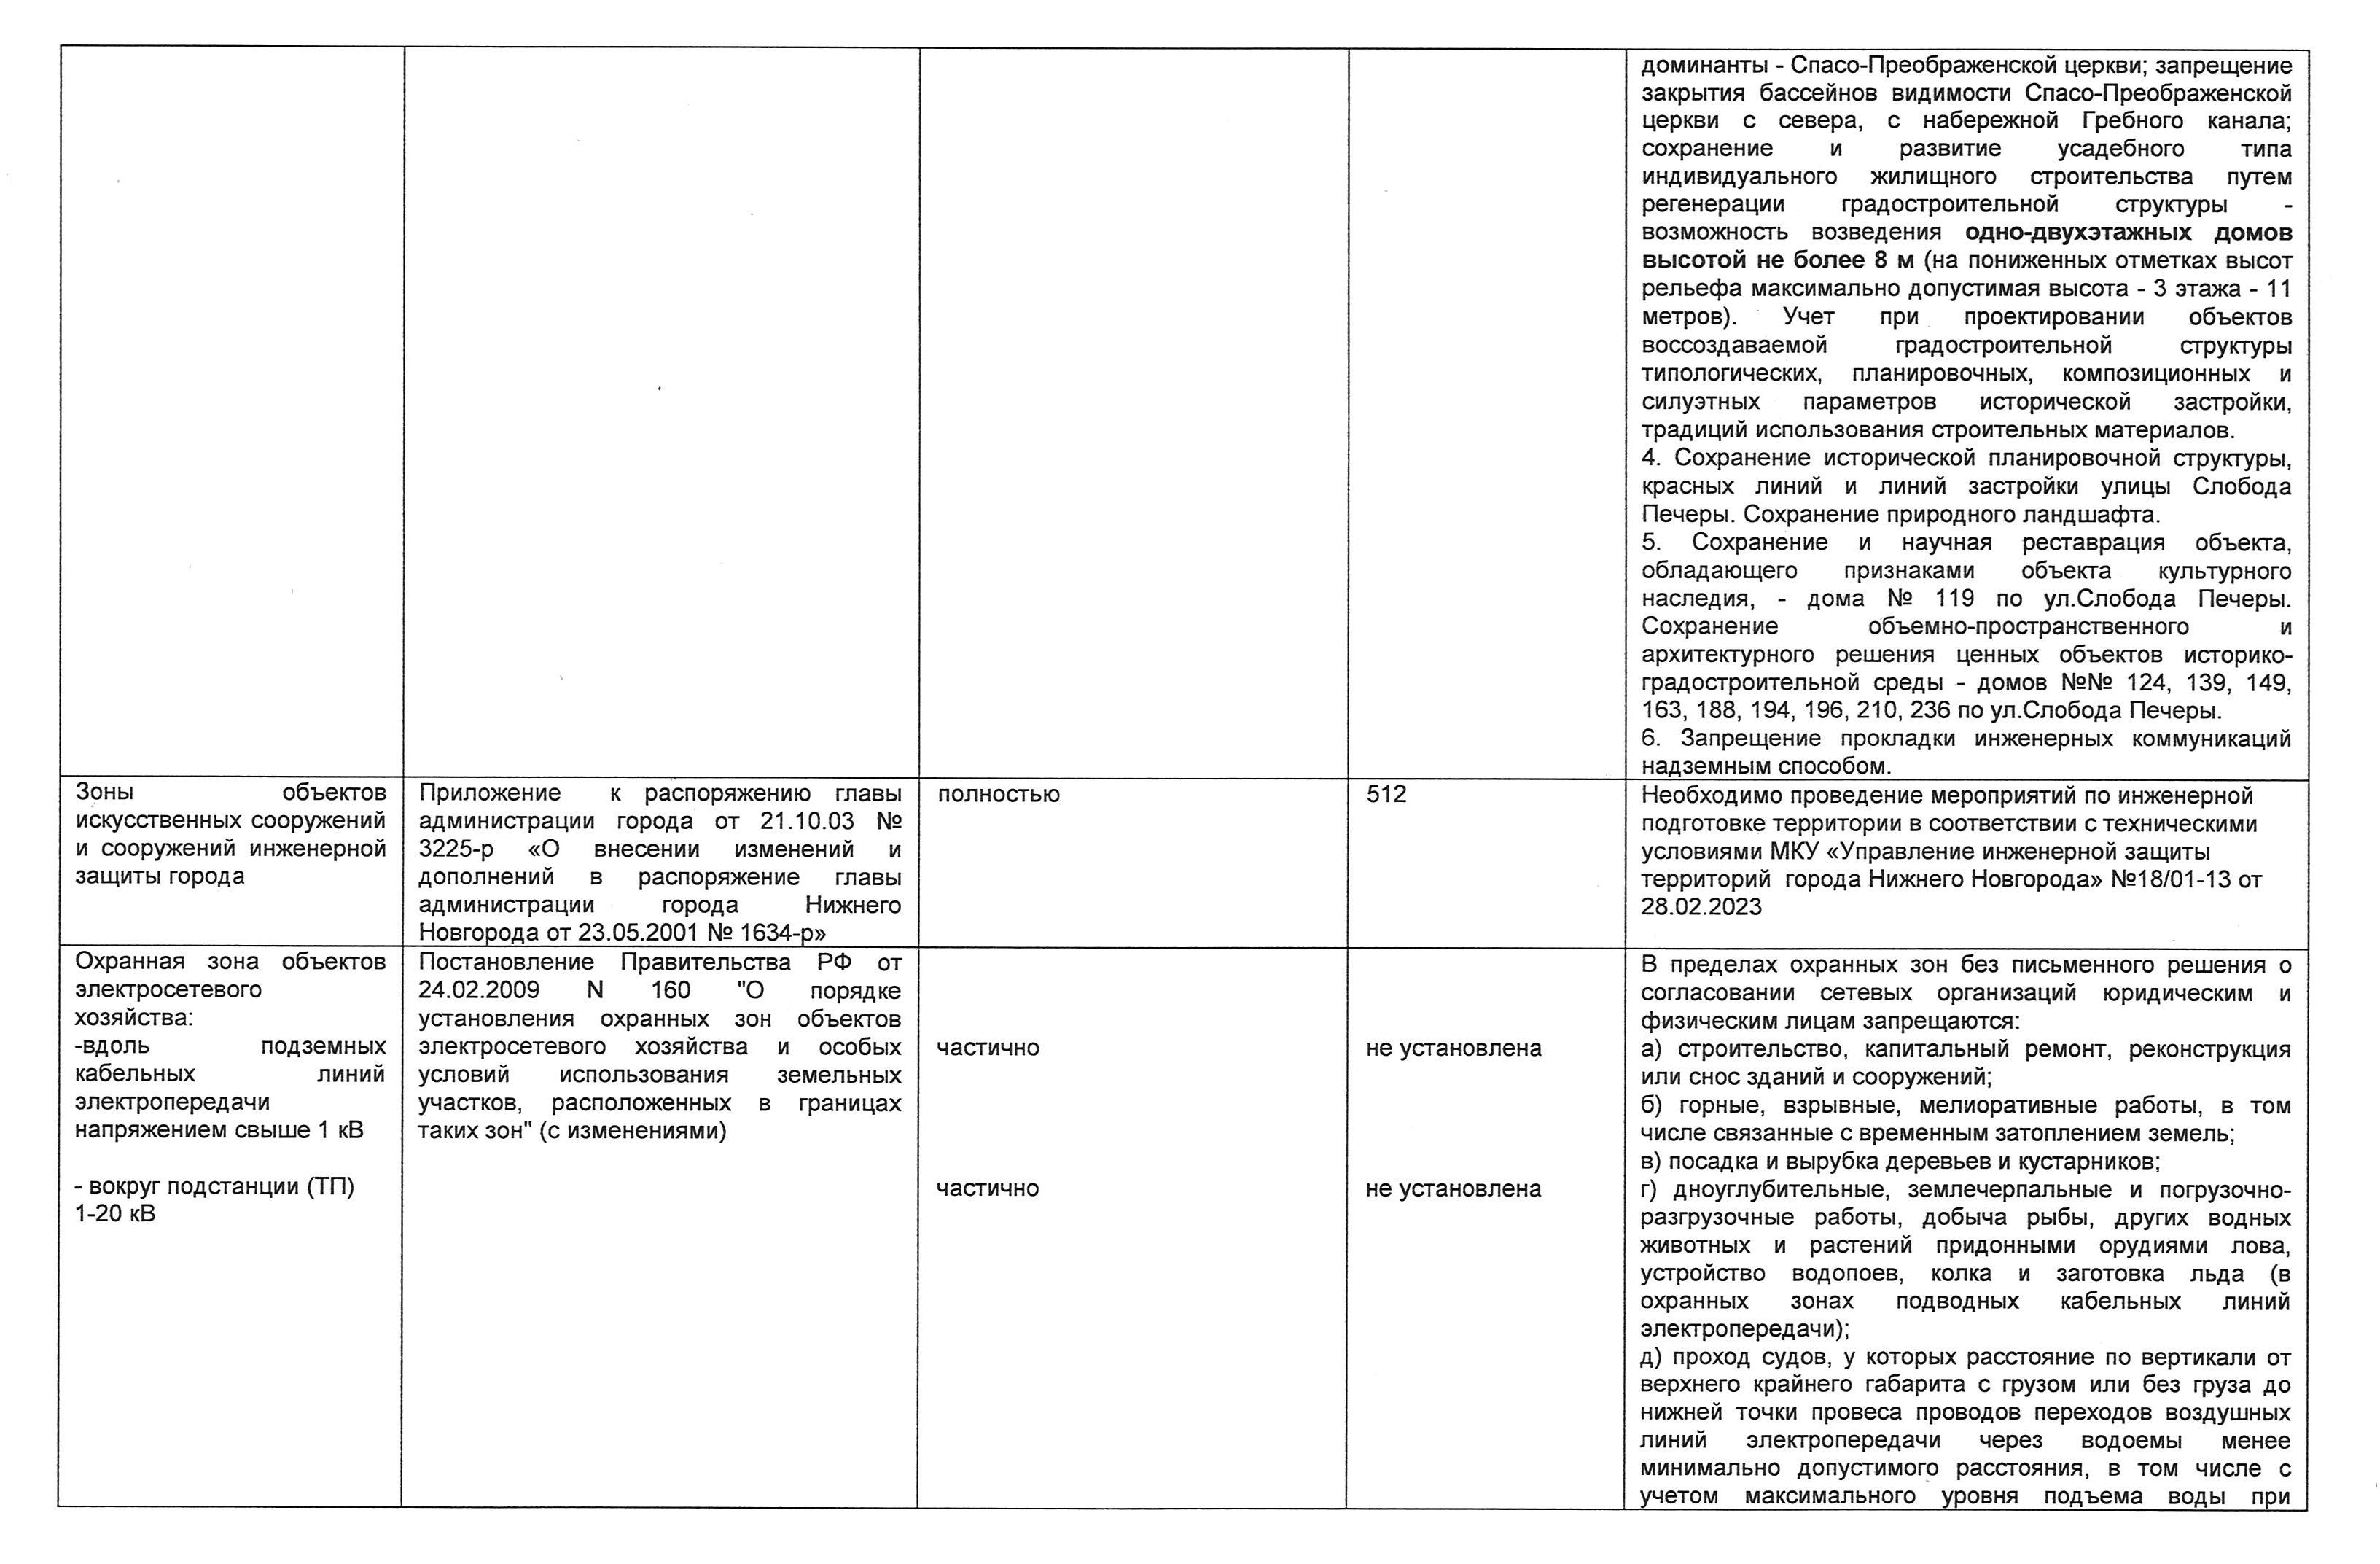 доминанты - Спасо-Преображенской церкви; запрещение
закрытия бассейнов видимости Спасо-Преображенской
церкви с севера, с набережной Гребного канала;
сохранение и развитие усадебного типа
индивидуального жилищного строительства путем
регенерации градостроительной структуры -
возможность возведения одно-двухэтажных домов
высотой не более 8 м (на пониженных отметках высот
рельефа максимально допустимая высота - 3 этажа - 11
метров). Учет при проектировании объектов
воссоздаваемой градостроительной структуры
типологических, планировочных, композиционных и
силуэтных параметров исторической застройки,
традиций использования строительных материалов.
4. Сохранение исторической планировочной структуры,
красных линий и линий застройки улицы Слобода
Печеры. Сохранение природного ландшафта.
5. Сохранение и научная реставрация объекта,
обладающего признаками объекта культурного
наследия, - дома № 119 по ул.Слобода Печеры.
Сохранение объемно-пространственного и
архитектурного решения ценных объектов историко-
градостроительной среды - домов №№ 124, 139, 149,
163, 188, 194, 196, 210, 236 по ул.Слобода Печеры.
6. Запрещение прокладки инженерных коммуникаций
надземным способом.
Зоны объектов
искусственных сооружений
и сооружений инженерной
защиты города
Приложение к распоряжению главы
администрации города от 21.10.03 №
3225-р «О внесении изменений и
дополнений в распоряжение главы
администрации города Нижнего
Новгорода от 23.05.2001 № 1634-р»
полностью
512
Необходимо проведение мероприятий по инженерной
подготовке территории в соответствии с техническими
условиями МКУ «Управление инженерной защиты
территорий города Нижнего Новгорода» №18/01-13 от
28.02.2023
Охранная зона объектов
электросетевого
хозяйства:
-вдоль подземных
кабельных линий
электропередачи
напряжением свыше 1 кВ
- вокруг подстанции (ТП)
1-20 кВ
Постановление Правительства РФ от
24.02.2009 N 160 "О порядке
установления охранных зон объектов
электросетевого хозяйства и особых
условий использования земельных
участков, расположенных в границах
таких зон" (с изменениями)
частично
частично
не установлена
не установлена
В пределах охранных зон без письменного решения о
согласовании сетевых организаций юридическим и
физическим лицам запрещаются:
а) строительство, капитальный ремонт, реконструкция
или снос зданий и сооружений;
б) горные, взрывные, мелиоративные работы, в том
числе связанные с временным затоплением земель;
в) посадка и вырубка деревьев и кустарников;
г) дноуглубительные, землечерпальные и погрузочно-
разгрузочные работы, добыча рыбы, других водных
животных и растений придонными орудиями лова,
устройство водопоев, колка и заготовка льда (в
охранных зонах подводных кабельных линий
электропередачи);
д) проход судов, у которых расстояние по вертикали от
верхнего крайнего габарита с грузом или без груза до
нижней точки провеса проводов переходов воздушных
линий электропередачи через водоемы менее
минимально допустимого расстояния, в том числе с
учетом максимального уровня подъема воды при